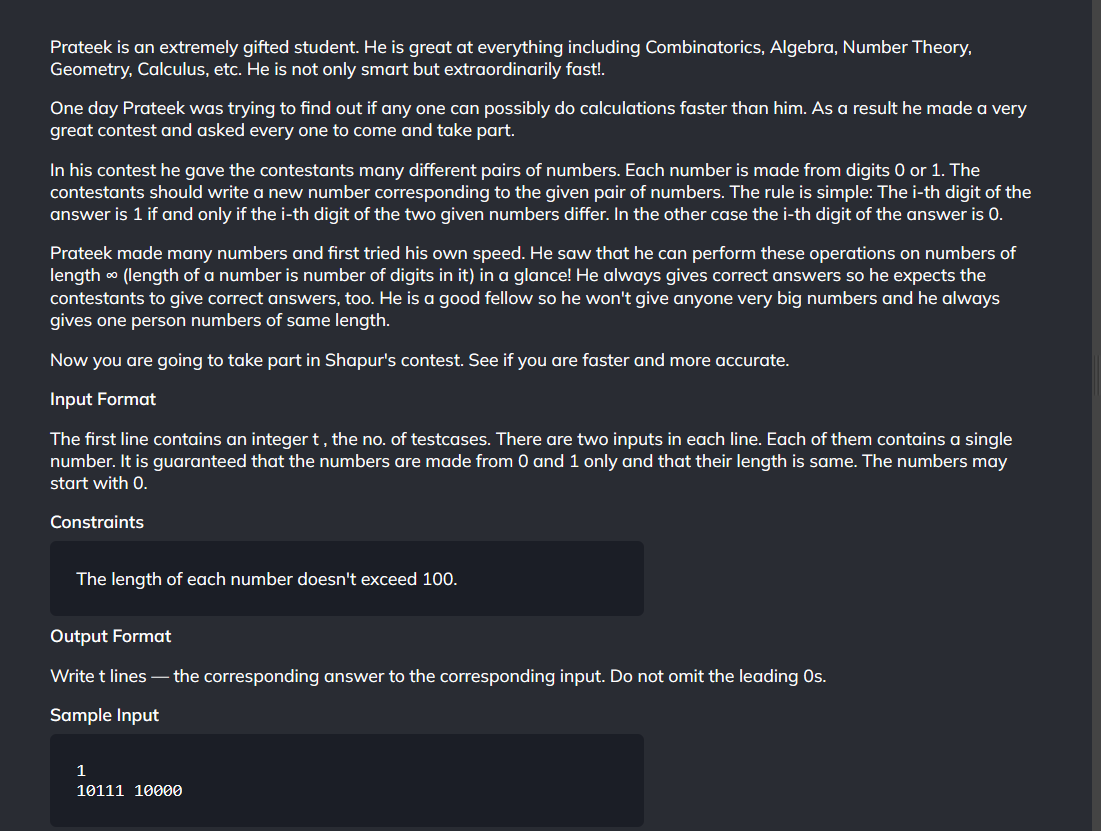 Prateek is an extremely gifted student. He is great at everything including Combinatorics, Algebra, Number Theory,
Geometry, Calculus, etc. He is not only smart but extraordinarily fast!.
One day Prateek was trying to find out if any one can possibly do calculations faster than him. As a result he made a very
great contest and asked every one to come and take part.
In his contest he gave the contestants many different pairs of numbers. Each number is made from digits 0 or 1. The
contestants should write a new number corresponding to the given pair of numbers. The rule is simple: The i-th digit of the
answer is 1 if and only if the i-th digit of the two given numbers differ. In the other case the i-th digit of the answer is 0.
Prateek made many numbers and first tried his own speed. He saw that he can perform these operations on numbers of
length ∞ (length of a number is number of digits in it) in a glance! He always gives correct answers so he expects the
contestants to give correct answers, too. He is a good fellow so he won't give anyone very big numbers and he always
gives one person numbers of same length.
Now you are going to take part in Shapur's contest. See if you are faster and more accurate.
Input Format
The first line contains an integer t , the no. of testcases. There are two inputs in each line. Each of them contains a single
number. It is guaranteed that the numbers are made from 0 and 1 only and that their length is same. The numbers may
start with 0.
Constraints
The length of each number doesn't exceed 100.
Output Format
Write t lines — the corresponding answer to the corresponding input. Do not omit the leading 0s.
Sample Input
1
10111 10000